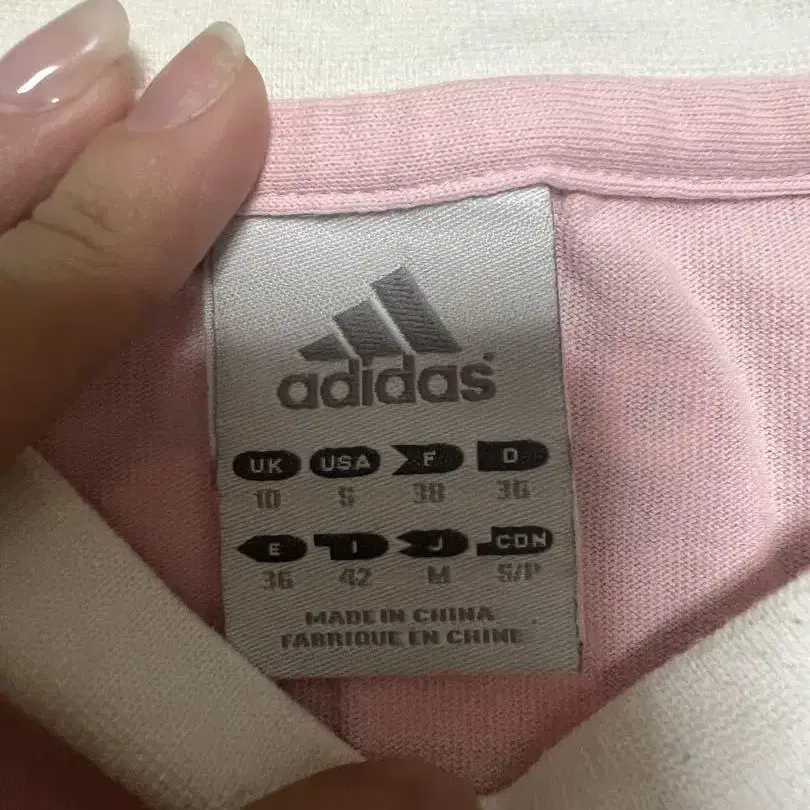 adidas
UK USA F D
10 S 38 36
E I J CDN
36 42 M S/P
MADE IN CHINA
FABRIQUE EN CHINE